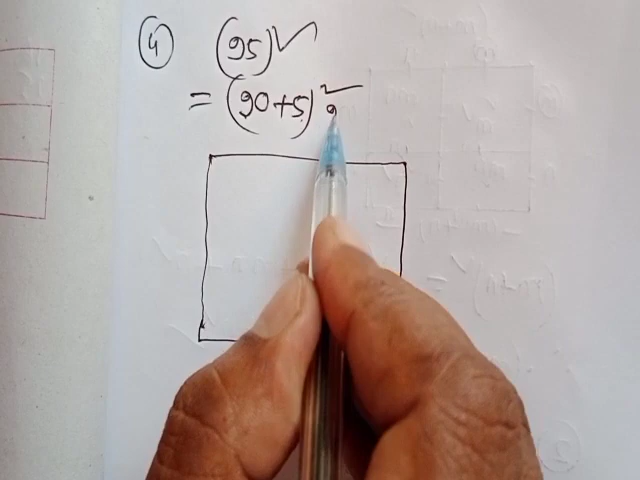 4 (95)²
= (90+5)²